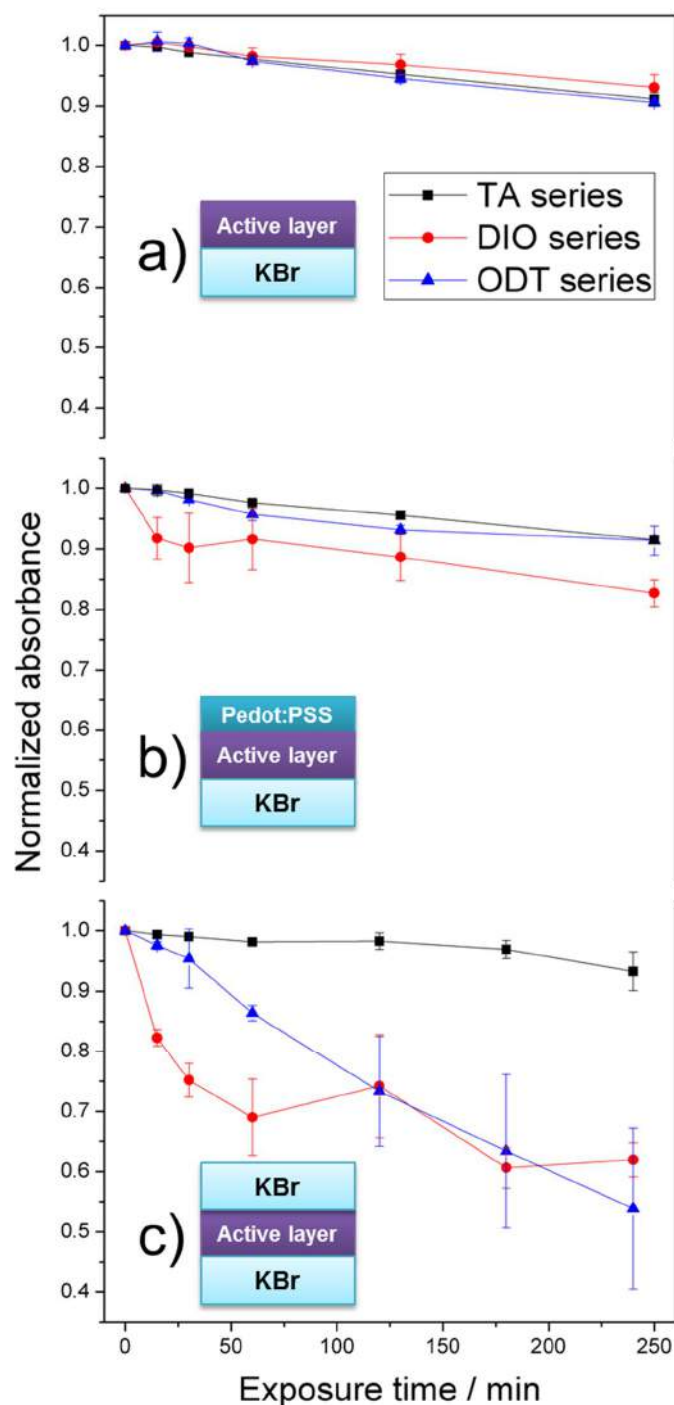 1.0
0.9
0.8
0.7
0.6
0.5
0.4
a)
Active layer
KBr
TA series
DIO series
ODT series
1.0
0.9
0.8
0.7
0.6
0.5
0.4
Normalized absorbance
b)
Pedot:PSS
Active layer
KBr
1.0
0.9
0.8
0.7
0.6
0.5
0.4
c)
KBr
Active layer
KBr
0 50 100 150 200 250
Exposure time / min